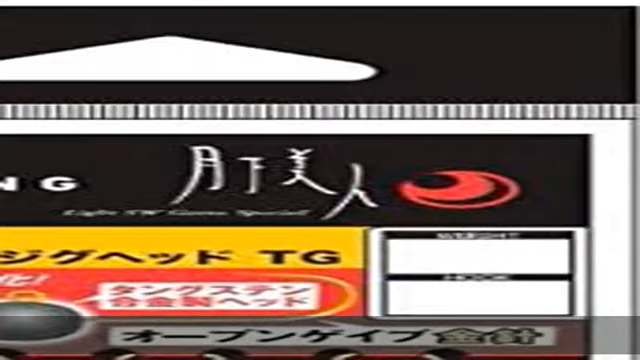 NG
月下美人
Light SW Game Special
ジグヘッド TG
化!
タングステン
合金製ヘッド
WEIGHT
HOOK
オープンゲイプ金針